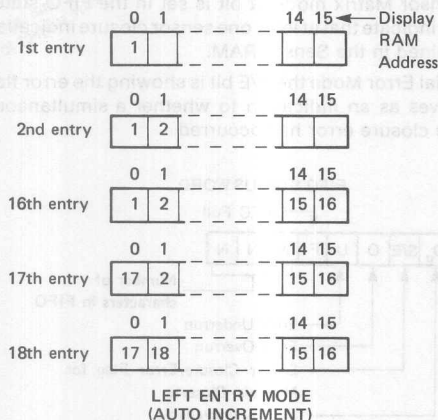 0 14 15 Display
1st entry 1 RAM
Address
0 1 14 15
2nd entry 1 2
0 1 14 15
16th entry 1 2 15 16
0 1 14 15
17th entry 17 2 15 16
0 1 14 15
18th entry 17 18 15 16
LEFT ENTRY MODE
(AUTO INCREMENT)